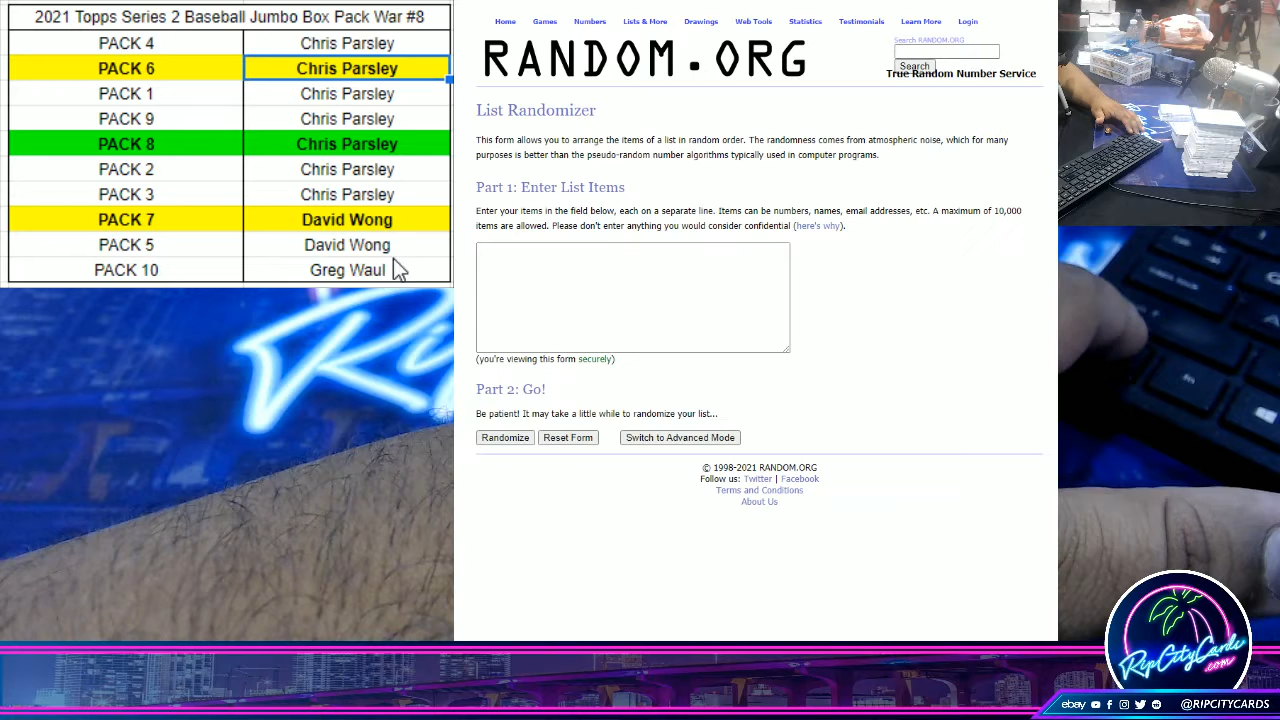 2021 Topps Series 2 Baseball Jumbo Box Pack War #8
PACK 4 Chris Parsley
PACK 6 Chris Parsley
PACK 1 Chris Parsley
PACK 9 Chris Parsley
PACK 8 Chris Parsley
PACK 2 Chris Parsley
PACK 3 Chris Parsley
PACK 7 David Wong
PACK 5 David Wong
PACK 10 Greg Waul
Home Games Numbers Lists & More Drawings Web Tools Statistics Testimonials Learn More Login
RANDOM.ORG
Search RANDOM.ORG
Search
True Random Number Service
List Randomizer
This form allows you to arrange the items of a list in random order. The randomness comes from atmospheric noise, which for many
purposes is better than the pseudo-random number algorithms typically used in computer programs.
Part 1: Enter List Items
Enter your items in the field below, each on a separate line. Items can be numbers, names, email addresses, etc. A maximum of 10,000
items are allowed. Please don't enter anything you would consider confidential (here's why).
(you're viewing this form securely)
Part 2: Go!
Be patient! It may take a little while to randomize your list...
Randomize Reset Form Switch to Advanced Mode
© 1998-2021 RANDOM.ORG
Follow us: Twitter | Facebook
Terms and Conditions
About Us
RipCityCards
.com
ebay @RIPCITYCARDS